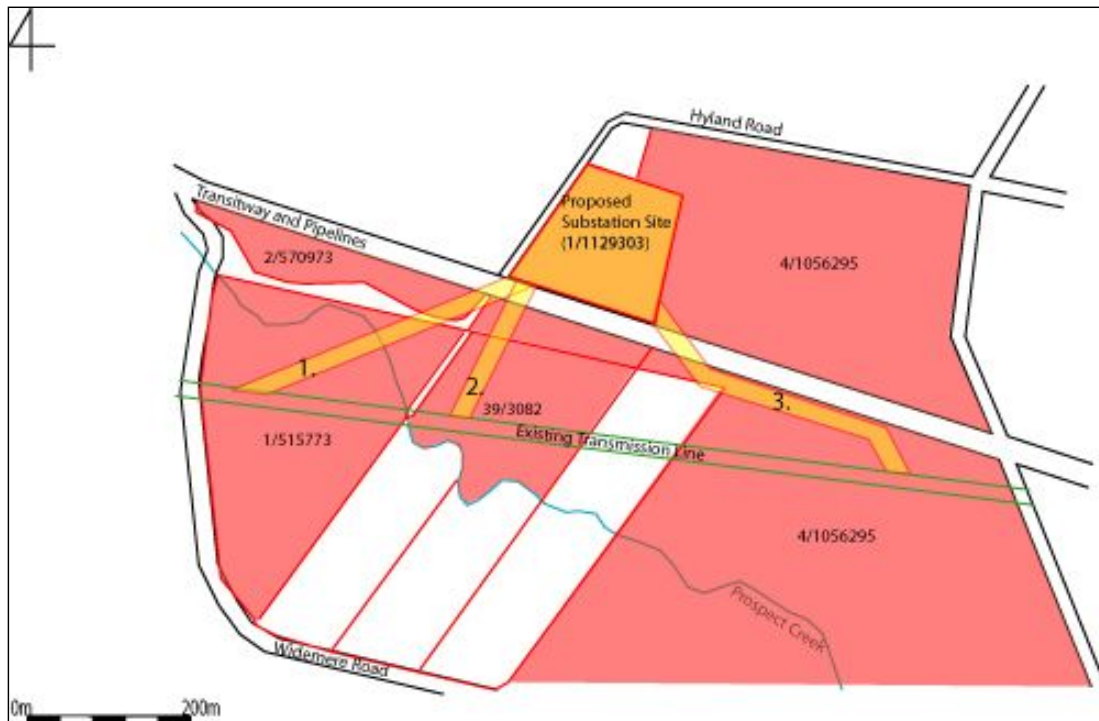 Hyland Road
Transitway and Pipelines
Proposed
Substation Site
(1/1129303)
2/570973
4/1056295
1.
2.
3.
39/3082
1/515773
Existing Transmission Line
4/1056295
Prospect Creek
Widemere Road
0m
200m